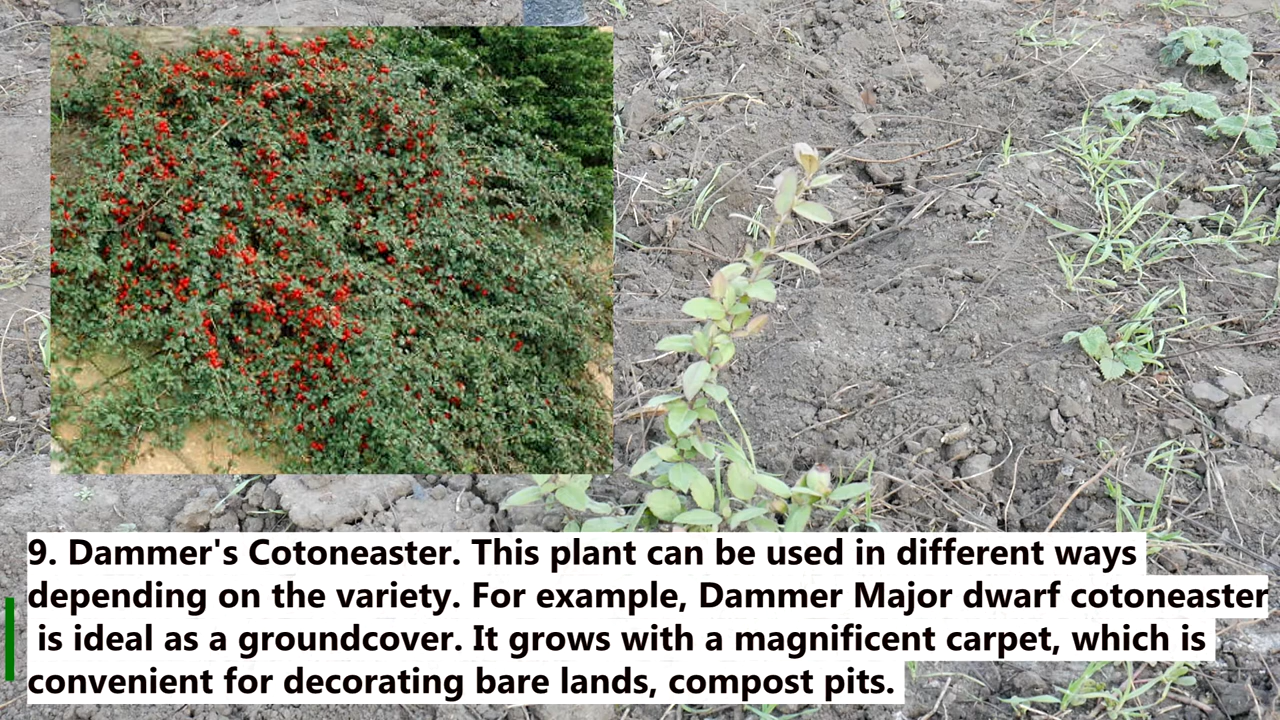 9. Dammer's Cotoneaster. This plant can be used in different ways
depending on the variety. For example, Dammer Major dwarf cotoneaster
is ideal as a groundcover. It grows with a magnificent carpet, which is
convenient for decorating bare lands, compost pits.